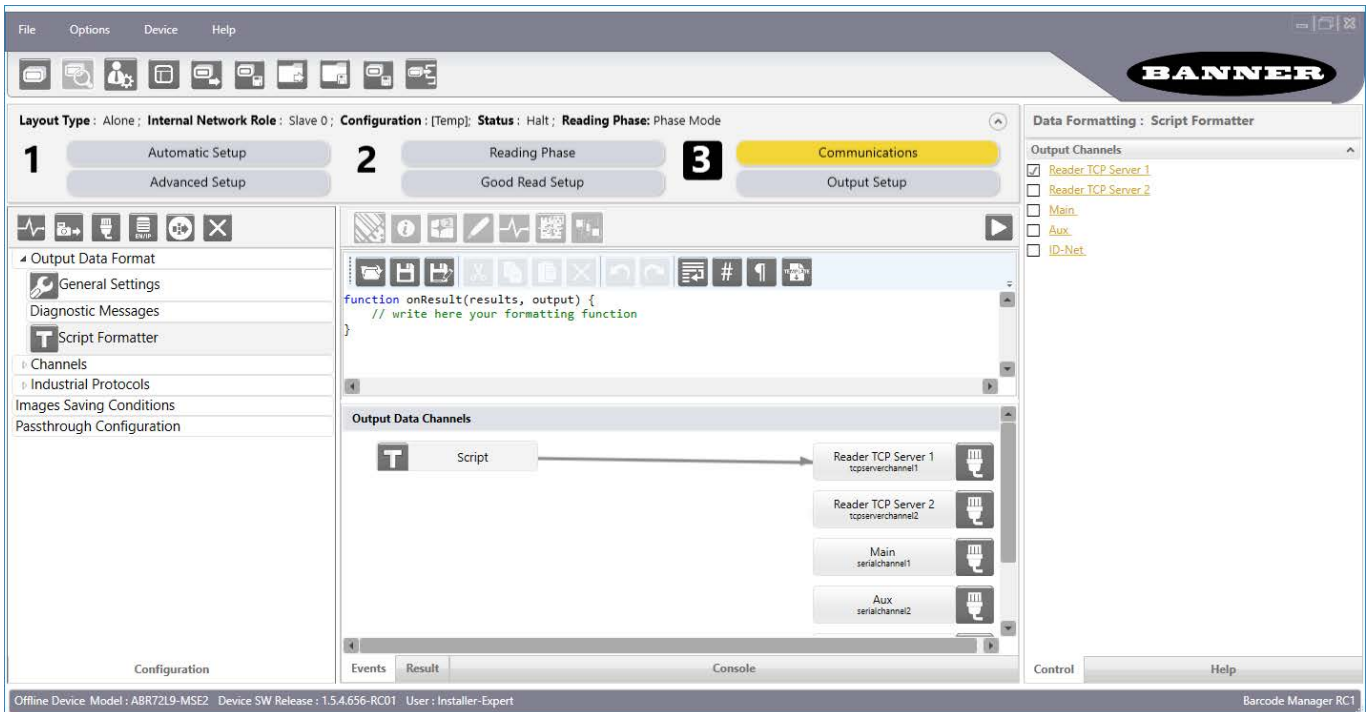 File Options Device Help
BANNER
Layout Type : Alone ; Internal Network Role : Slave 0 ; Configuration : [Temp]; Status : Halt ; Reading Phase: Phase Mode
1 Automatic Setup 2 Reading Phase 3 Communications
Advanced Setup Good Read Setup Output Setup
EN/IP
Output Data Format
General Settings
Diagnostic Messages
T Script Formatter
Channels
Industrial Protocols
Images Saving Conditions
Passthrough Configuration
Configuration
# ¶ TEMPLATE
function onResult(results, output) {
// write here your formatting function
}
Output Data Channels
T Script
Reader TCP Server 1
tcpserverchannel1
Reader TCP Server 2
tcpserverchannel2
Main
serialchannel1
Aux
serialchannel2
Events Result Console
Data Formatting : Script Formatter
Output Channels
Reader TCP Server 1
Reader TCP Server 2
Main
Aux
ID-Net
Control Help
Offline Device Model : ABR72L9-MSE2 Device SW Release : 1.5.4.656-RC01 User : Installer-Expert
Barcode Manager RC1